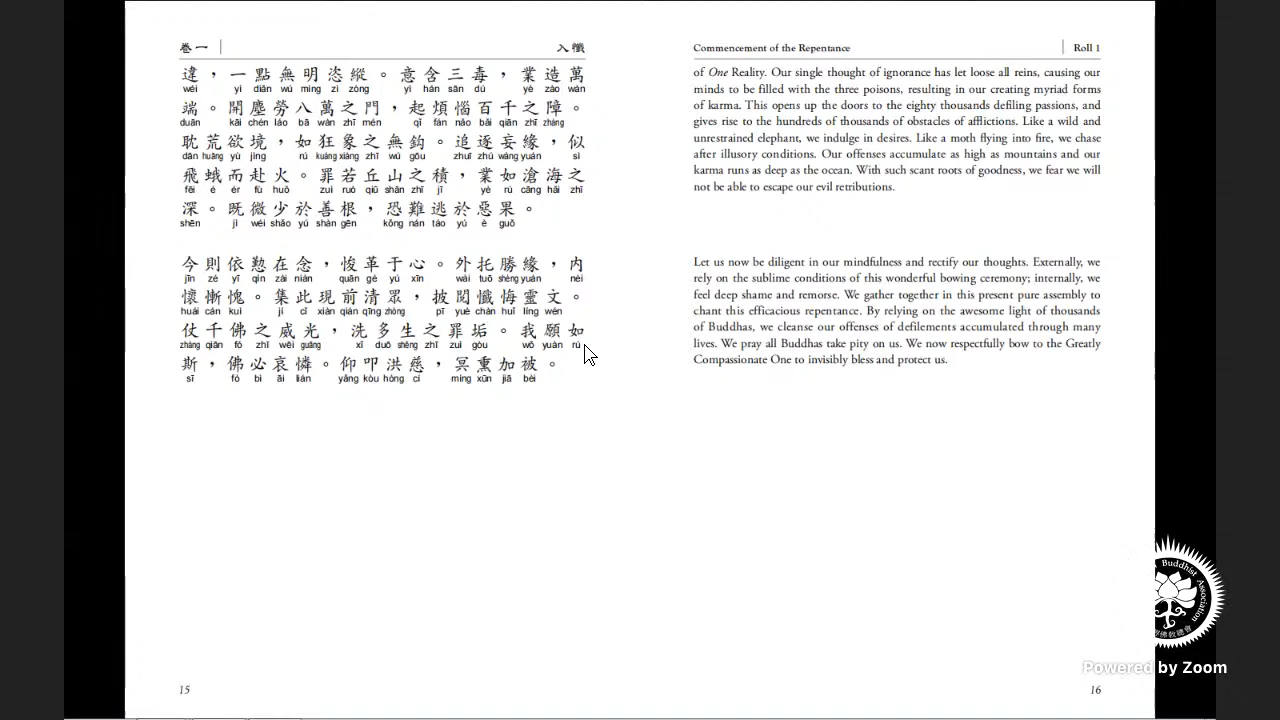 卷一
入懺
違，一點無明恣縱。意含三毒，業造萬
wéi yì diǎn wú míng zì zòng yì hán sān dú yè zào wàn
端。開塵勞八萬之門，起煩惱百千之障。
duān kāi chén láo bā wàn zhī mén qǐ fán nǎo bǎi qiān zhī zhàng
耽荒欲境，如狂象之無鈎。追逐妄緣，似
dān huāng yù jìng rú kuáng xiàng zhī wú gōu zhuī zhú wàng yuán sì
飛蛾而赴火。罪若丘山之積，業如滄海之
fēi é ér fù huǒ zuì ruò qiū shān zhī jī yè rú cāng hǎi zhī
深。既微少於善根，恐難逃於惡果。
shēn jì wéi shǎo yú shàn gēn kǒng nán táo yú è guǒ
今則依懃在念，悛革于心。外托勝緣，内
jīn zé yī qín zài niàn quān gé yú xīn wài tuō shèng yuán nèi
懷慚愧。集此現前清眾，披閱懺悔靈文。
huái cán kuì jí cǐ xiàn qián qīng zhòng pī yuè chàn huǐ líng wén
仗千佛之威光，洗多生之罪垢。我願如
zhàng qiān fó zhī wēi guāng xǐ duō shēng zhī zuì gòu wǒ yuàn rú
斯，佛必哀憐。仰叩洪慈，冥熏加被。
sī fó bì āi lián yǎng kòu hóng cí míng xūn jiā bèi
15
Commencement of the Repentance
Roll 1
of One Reality. Our single thought of ignorance has let loose all reins, causing our
minds to be filled with the three poisons, resulting in our creating myriad forms
of karma. This opens up the doors to the eighty thousands defiling passions, and
gives rise to the hundreds of thousands of obstacles of afflictions. Like a wild and
unrestrained elephant, we indulge in desires. Like a moth flying into fire, we chase
after illusory conditions. Our offenses accumulate as high as mountains and our
karma runs as deep as the ocean. With such scant roots of goodness, we fear we will
not be able to escape our evil retributions.
Let us now be diligent in our mindfulness and rectify our thoughts. Externally, we
rely on the sublime conditions of this wonderful bowing ceremony; internally, we
feel deep shame and remorse. We gather together in this present pure assembly to
chant this efficacious repentance. By relying on the awesome light of thousands
of Buddhas, we cleanse our offenses of defilements accumulated through many
lives. We pray all Buddhas take pity on us. We now respectfully bow to the Greatly
Compassionate One to invisibly bless and protect us.
16
Buddhist Association
佛教總會
Powered by Zoom